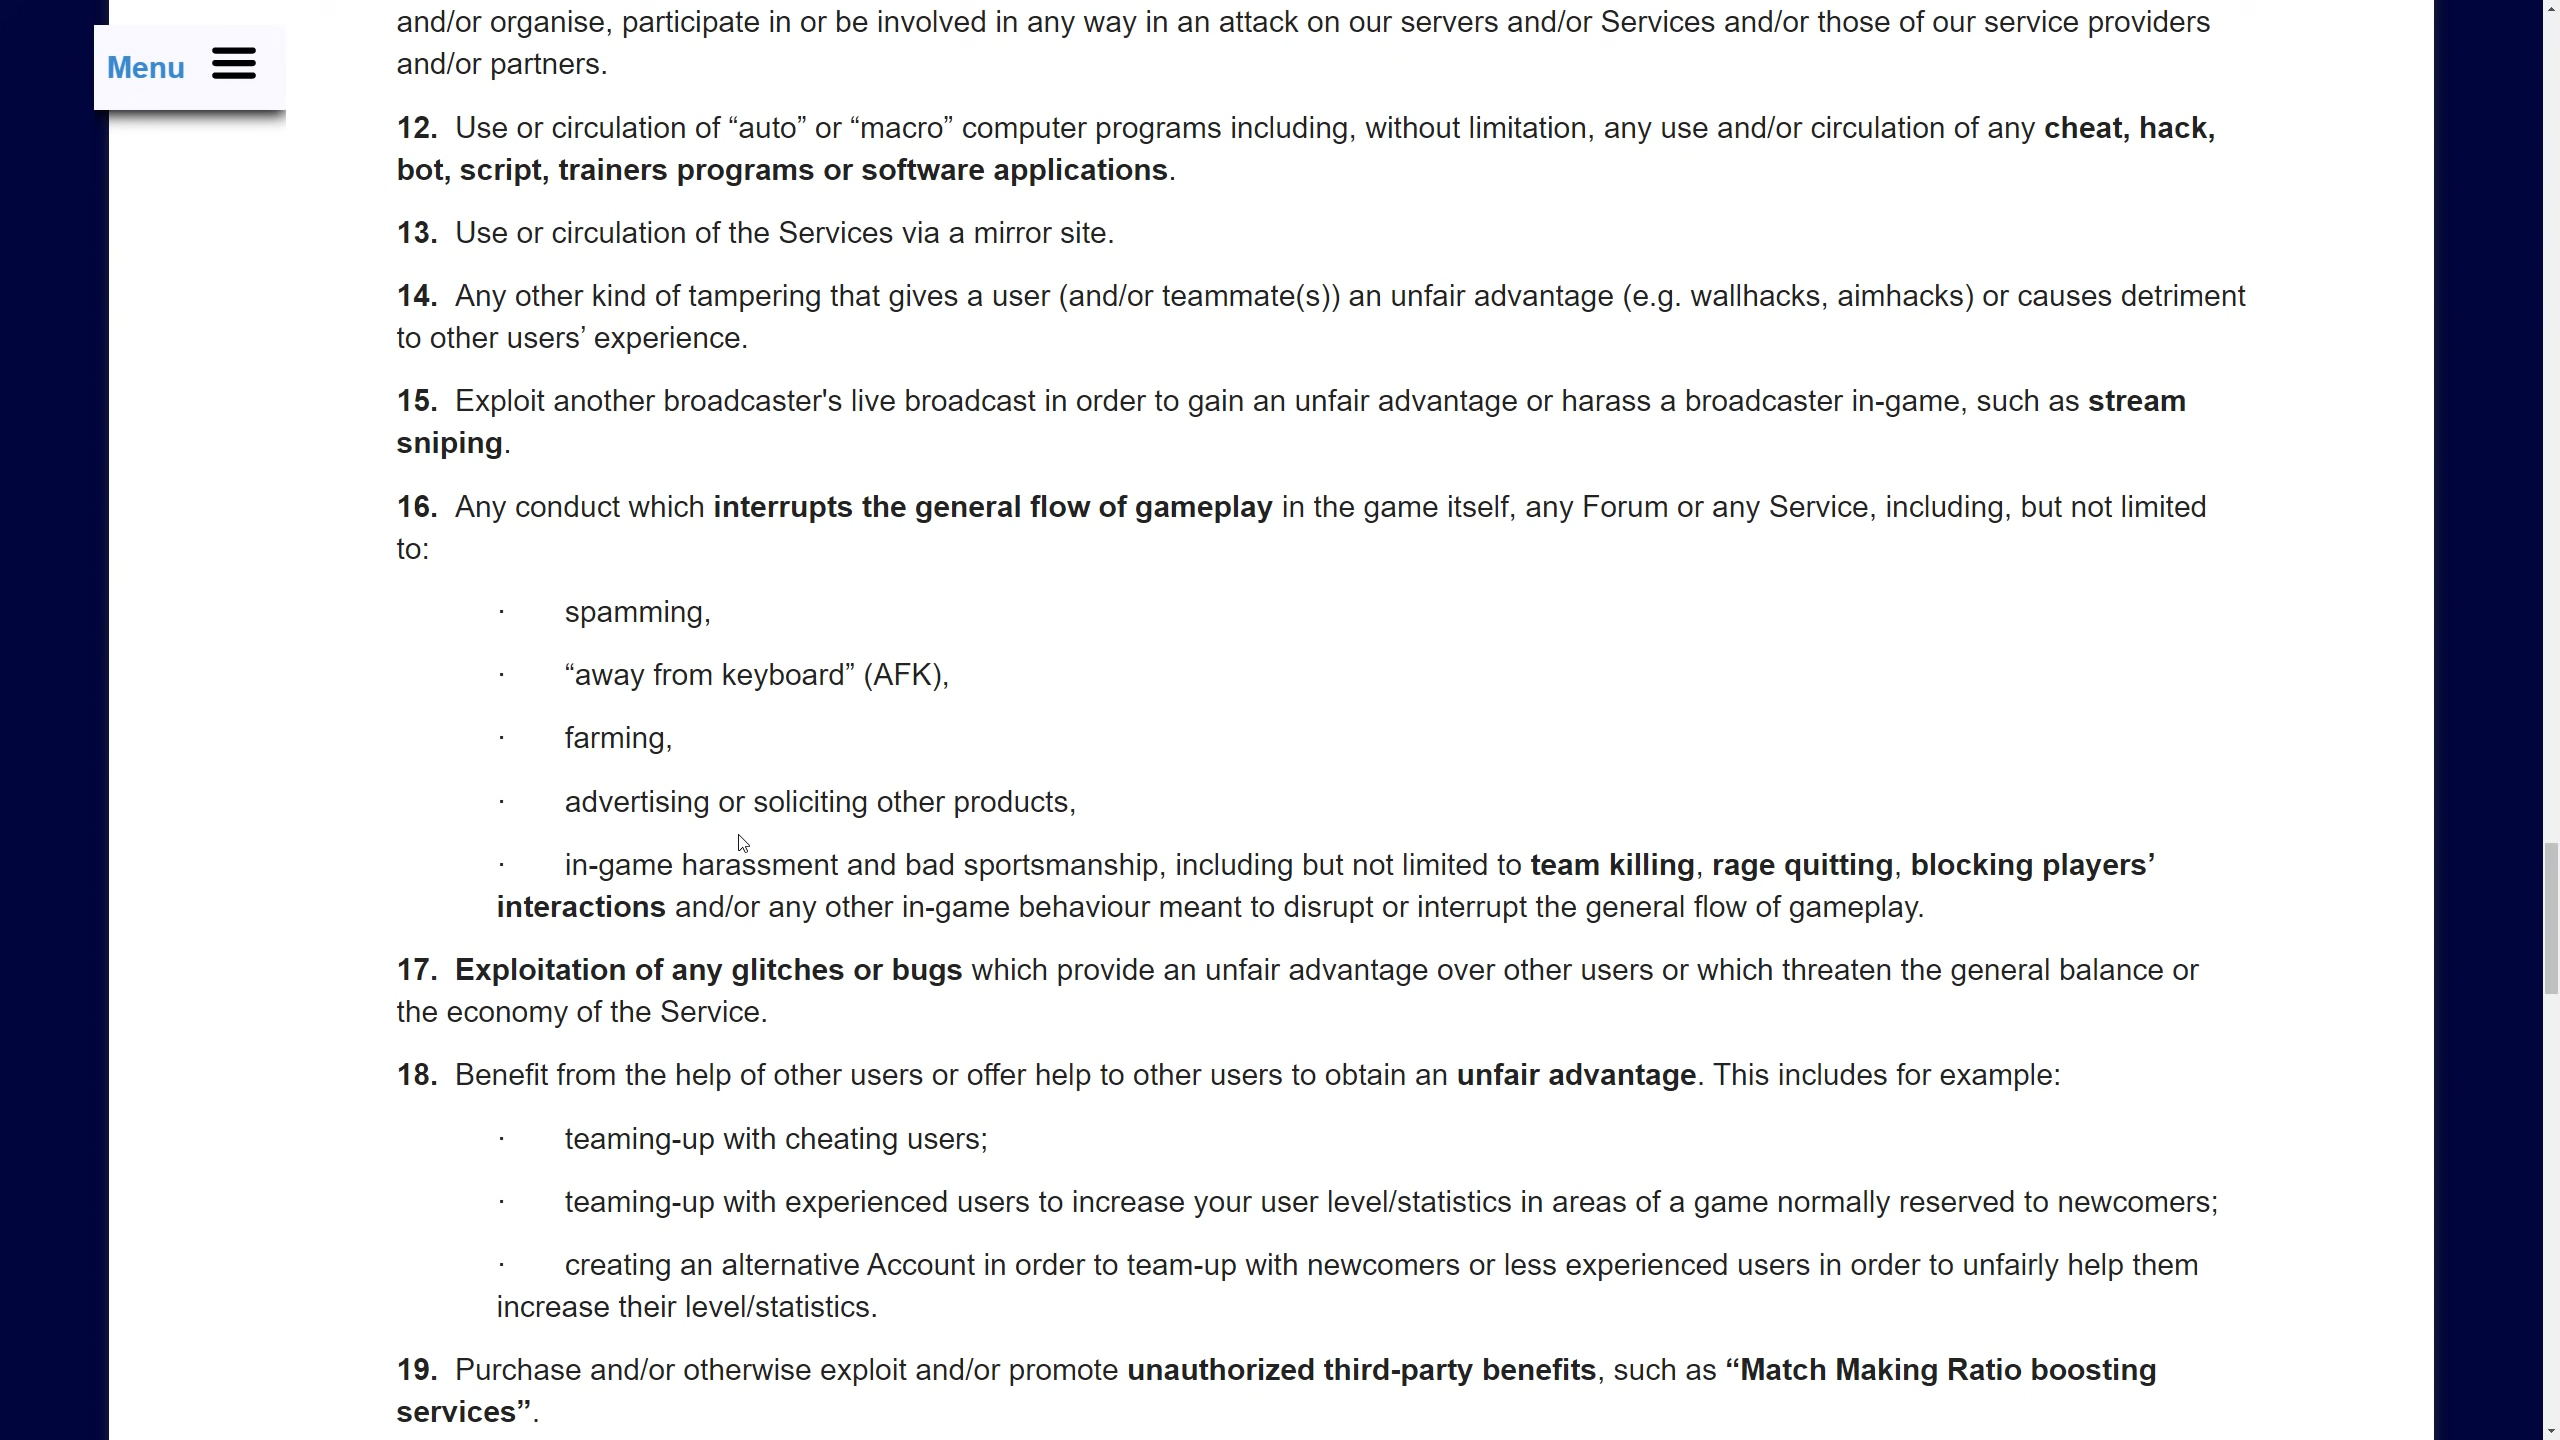 and/or organise, participate in or be involved in any way in an attack on our servers and/or Services and/or those of our service providers
and/or partners.
Menu
12. Use or circulation of “auto” or “macro” computer programs including, without limitation, any use and/or circulation of any cheat, hack,
bot, script, trainers programs or software applications.
13. Use or circulation of the Services via a mirror site.
14. Any other kind of tampering that gives a user (and/or teammate(s)) an unfair advantage (e.g. wallhacks, aimhacks) or causes detriment
to other users’ experience.
15. Exploit another broadcaster's live broadcast in order to gain an unfair advantage or harass a broadcaster in-game, such as stream
sniping.
16. Any conduct which interrupts the general flow of gameplay in the game itself, any Forum or any Service, including, but not limited
to:
· spamming,
· “away from keyboard” (AFK),
· farming,
· advertising or soliciting other products,
· in-game harassment and bad sportsmanship, including but not limited to team killing, rage quitting, blocking players’
interactions and/or any other in-game behaviour meant to disrupt or interrupt the general flow of gameplay.
17. Exploitation of any glitches or bugs which provide an unfair advantage over other users or which threaten the general balance or
the economy of the Service.
18. Benefit from the help of other users or offer help to other users to obtain an unfair advantage. This includes for example:
· teaming-up with cheating users;
· teaming-up with experienced users to increase your user level/statistics in areas of a game normally reserved to newcomers;
· creating an alternative Account in order to team-up with newcomers or less experienced users in order to unfairly help them
increase their level/statistics.
19. Purchase and/or otherwise exploit and/or promote unauthorized third-party benefits, such as “Match Making Ratio boosting
services”.